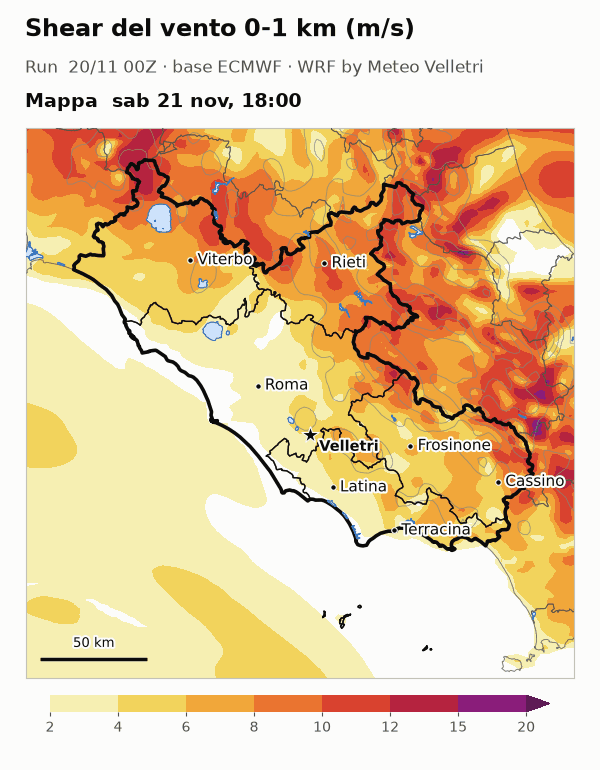 Shear del vento 0-1 km (m/s)
Run  20/11 00Z · base ECMWF · WRF by Meteo Velletri
Mappa  sab 21 nov, 18:00
Viterbo
Rieti
Roma
Velletri
Frosinone
Cassino
Latina
Terracina
50 km
2 4 6 8 10 12 15 20